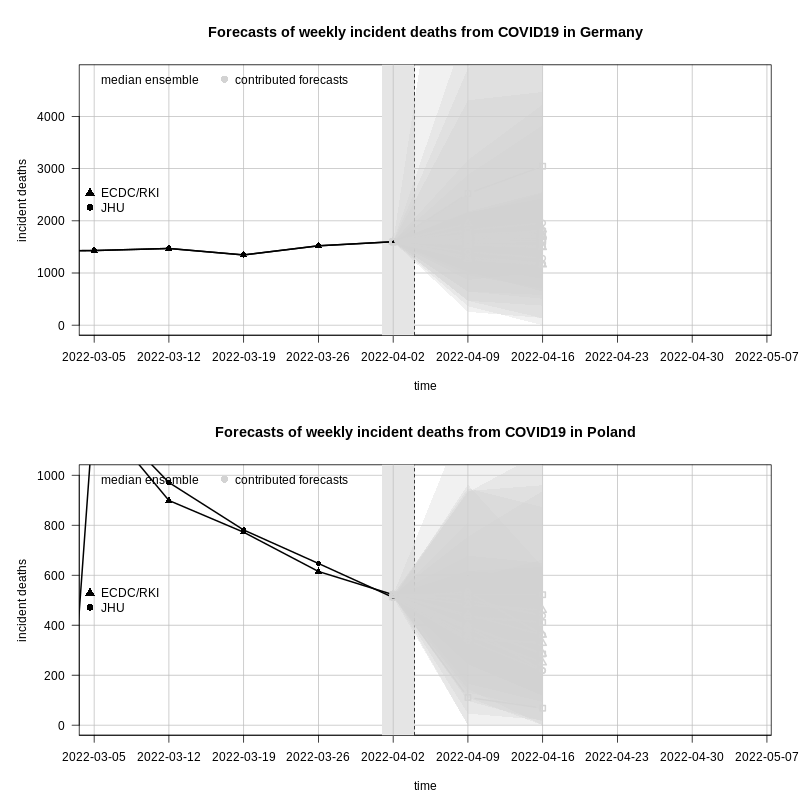 Forecasts of weekly incident deaths from COVID19 in Germany
median ensemble contributed forecasts
4000
3000
ECDC/RKI
JHU
2000
1000
0
incident deaths
2022-03-05 2022-03-12 2022-03-19 2022-03-26 2022-04-02 2022-04-09 2022-04-16 2022-04-23 2022-04-30 2022-05-07
time
Forecasts of weekly incident deaths from COVID19 in Poland
median ensemble contributed forecasts
1000
800
600
ECDC/RKI
JHU
400
200
0
incident deaths
2022-03-05 2022-03-12 2022-03-19 2022-03-26 2022-04-02 2022-04-09 2022-04-16 2022-04-23 2022-04-30 2022-05-07
time